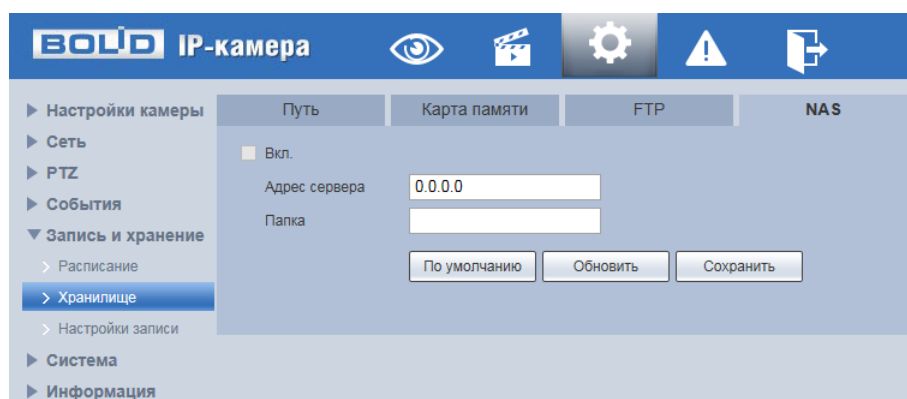 BOLID IP-камера
Настройки камеры
Сеть
PTZ
События
Запись и хранение
Расписание
Хранилище
Настройки записи
Система
Информация
Путь Карта памяти FTP NAS
Вкл.
Адрес сервера 0.0.0.0
Папка
По умолчанию Обновить Сохранить